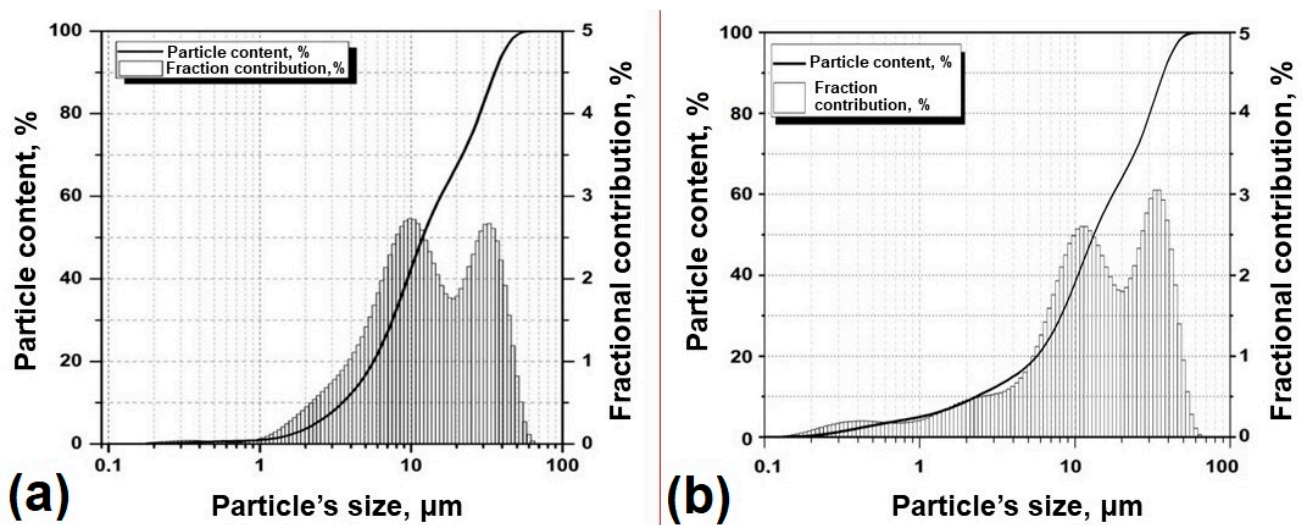 Particle content, %
Fraction contribution,%
100
80
60
40
20
0
5
4
3
2
1
0
0.1
1
10
100
Particle content, %
Fractional contribution, %
Particle's size, µm
(a)
Particle content, %
Fraction
contribution, %
100
80
60
40
20
0
5
4
3
2
1
0
0.1
1
10
100
Particle content, %
Fractional contribution, %
Particle's size, µm
(b)